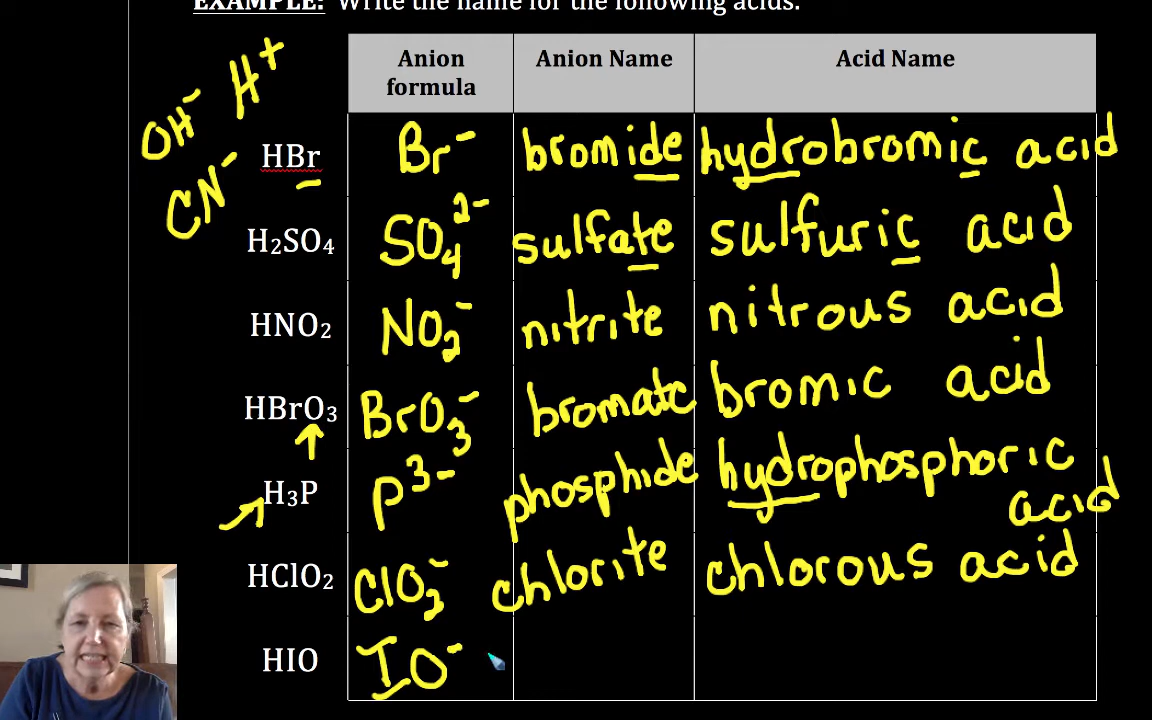 EXAMPLE: Write the name for the following acids.
Anion formula Anion Name Acid Name
OH⁻ H⁺
CN⁻
HBr Br⁻ bromide hydrobromic acid
H2SO4 SO4²⁻ sulfate sulfuric acid
HNO2 NO2⁻ nitrite nitrous acid
HBrO3 BrO3⁻ bromate bromic acid
H3P P³⁻ phosphide hydrophosphoric acid
HClO2 ClO2⁻ chlorite chlorous acid
HIO IO⁻